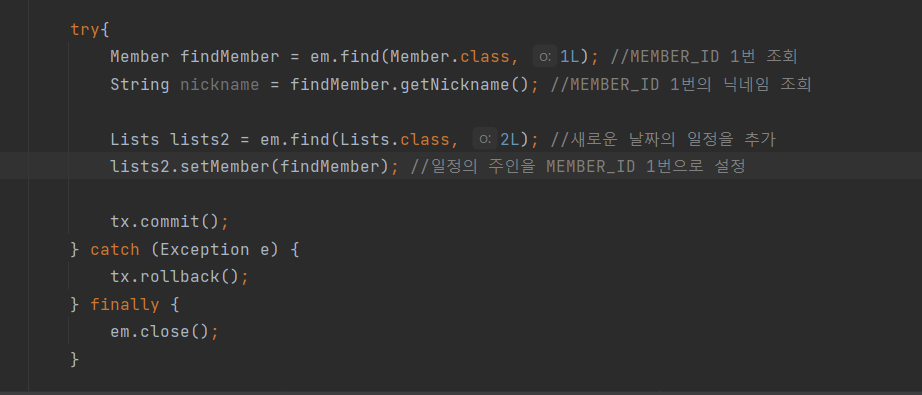 try{
Member findMember = em.find(Member.class, o: 1L); //MEMBER_ID 1번 조회
String nickname = findMember.getNickname(); //MEMBER_ID 1번의 닉네임 조회
Lists lists2 = em.find(Lists.class, o: 2L); //새로운 날짜의 일정을 추가
lists2.setMember(findMember); //일정의 주인을 MEMBER_ID 1번으로 설정
tx.commit();
} catch (Exception e) {
tx.rollback();
} finally {
em.close();
}